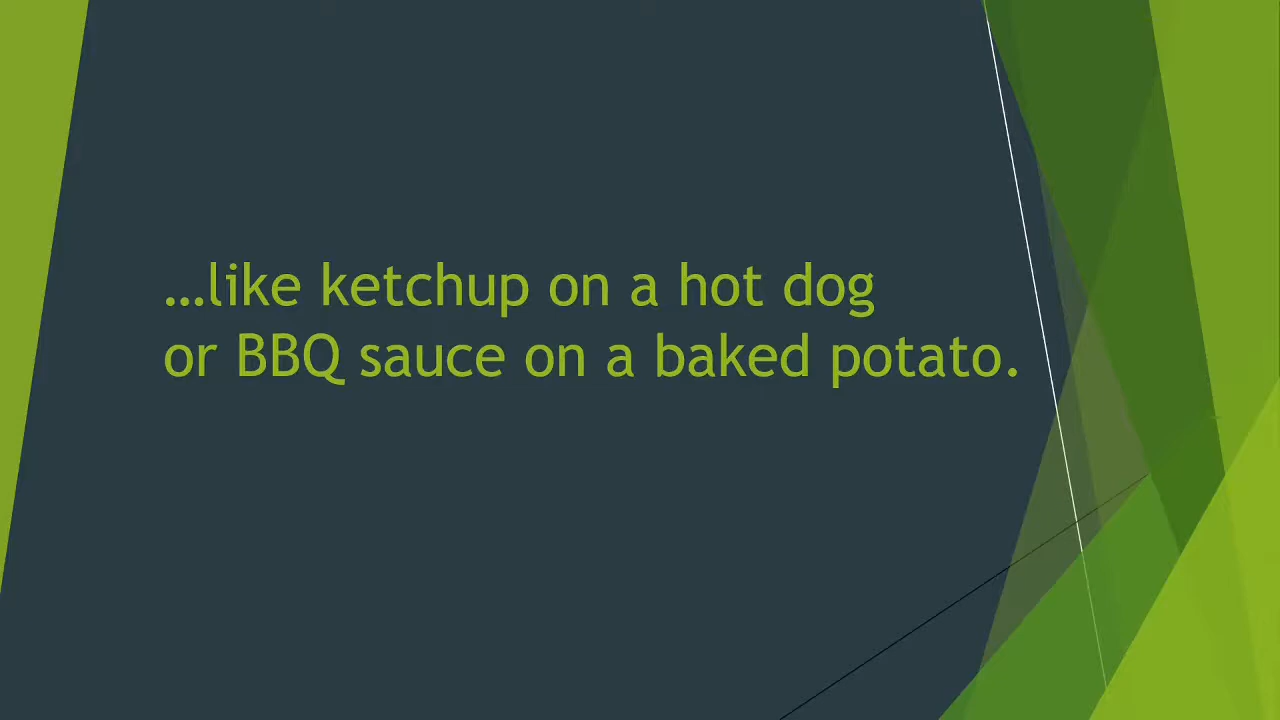 …like ketchup on a hot dog
or BBQ sauce on a baked potato.